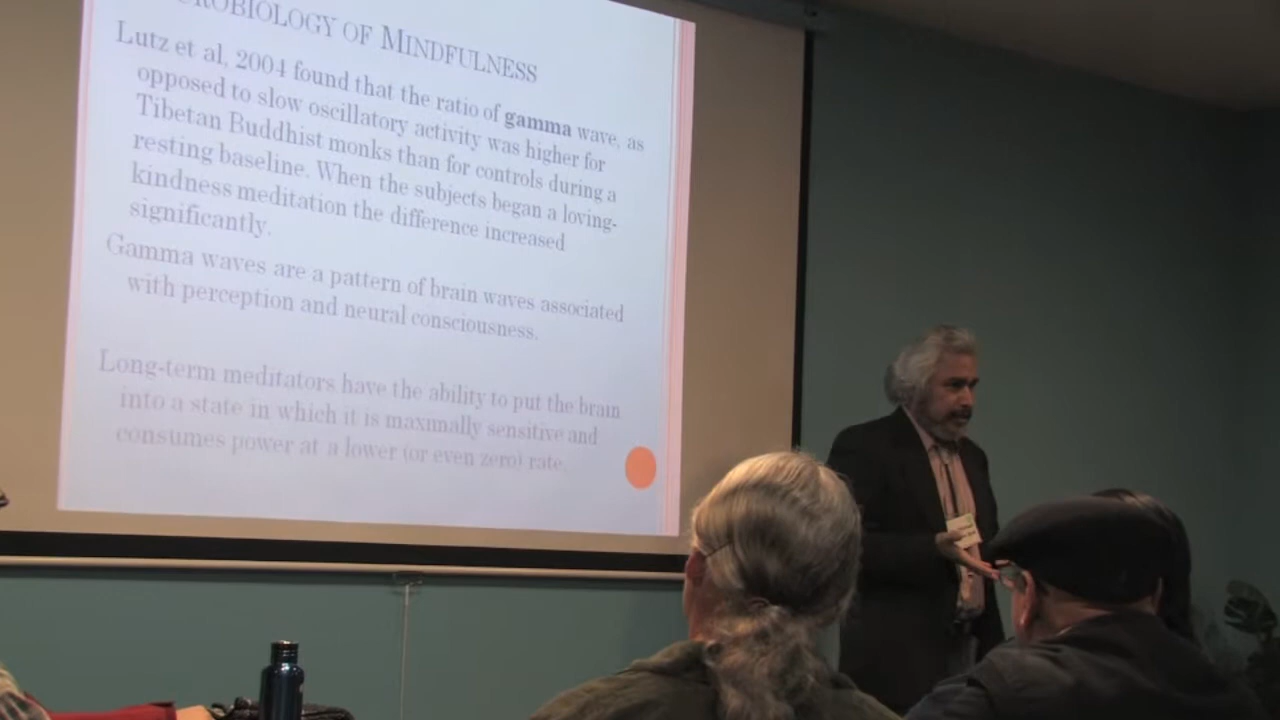 ROBIOLOGY OF MINDFULNESS
Lutz et al, 2004 found that the ratio of gamma wave, as
opposed to slow oscillatory activity was higher for
Tibetan Buddhist monks than for controls during a
resting baseline. When the subjects began a loving-
kindness meditation the difference increased
significantly.
Gamma waves are a pattern of brain waves associated
with perception and neural consciousness.
Long-term meditators have the ability to put the brain
into a state in which it is maximally sensitive and
consumes power at a lower (or even zero) rate.